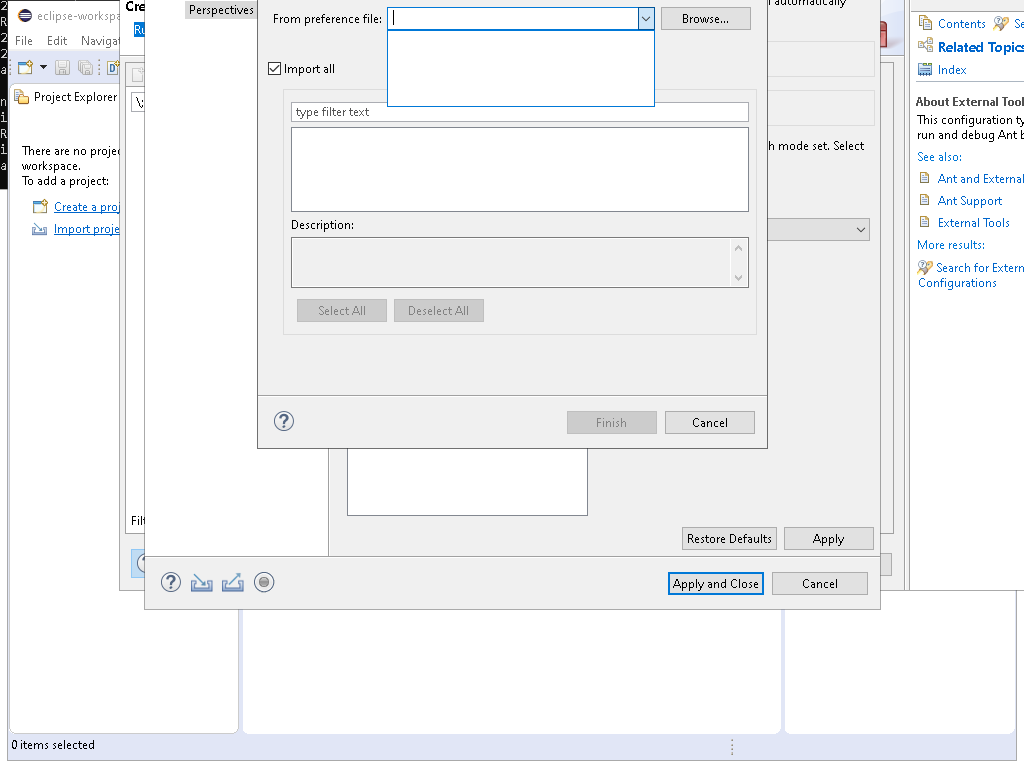 eclipse-workspa
File Edit Navigat
Project Explorer
There are no projec
workspace.
To add a project:
Create a proj
Import proje
Cre
Ru
Perspectives
From preference file:
Browse...
Import all
type filter text
Description:
Select All
Deselect All
Finish
Cancel
automatically
h mode set. Select
Filt
Restore Defaults
Apply
Apply and Close
Cancel
Contents
Se
Related Topics
Index
About External Tool
This configuration ty
run and debug Ant b
See also:
Ant and External
Ant Support
External Tools
More results:
Search for Extern
Configurations
0 items selected